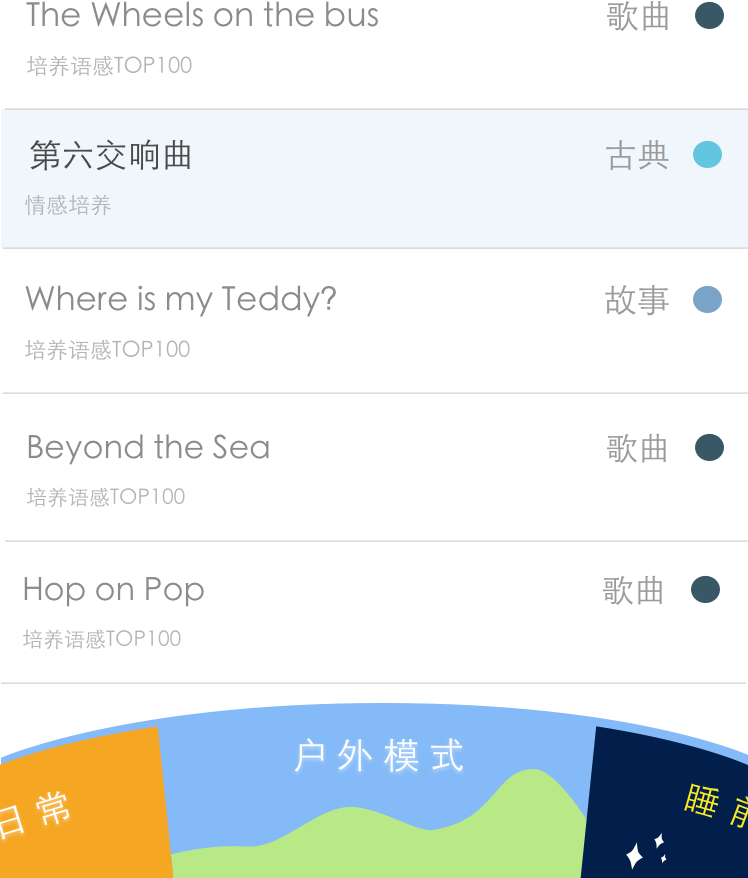 The Wheels on the bus 歌曲
培养语感TOP100
第六交响曲 古典
情感培养
Where is my Teddy? 故事
培养语感TOP100
Beyond the Sea 歌曲
培养语感TOP100
Hop on Pop 歌曲
培养语感TOP100
日常 户外模式 睡前